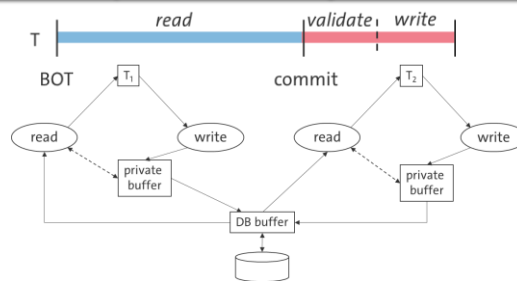 read validate write
T
BOT commit
T1 T2
read write read write
private
buffer
private
buffer
DB buffer